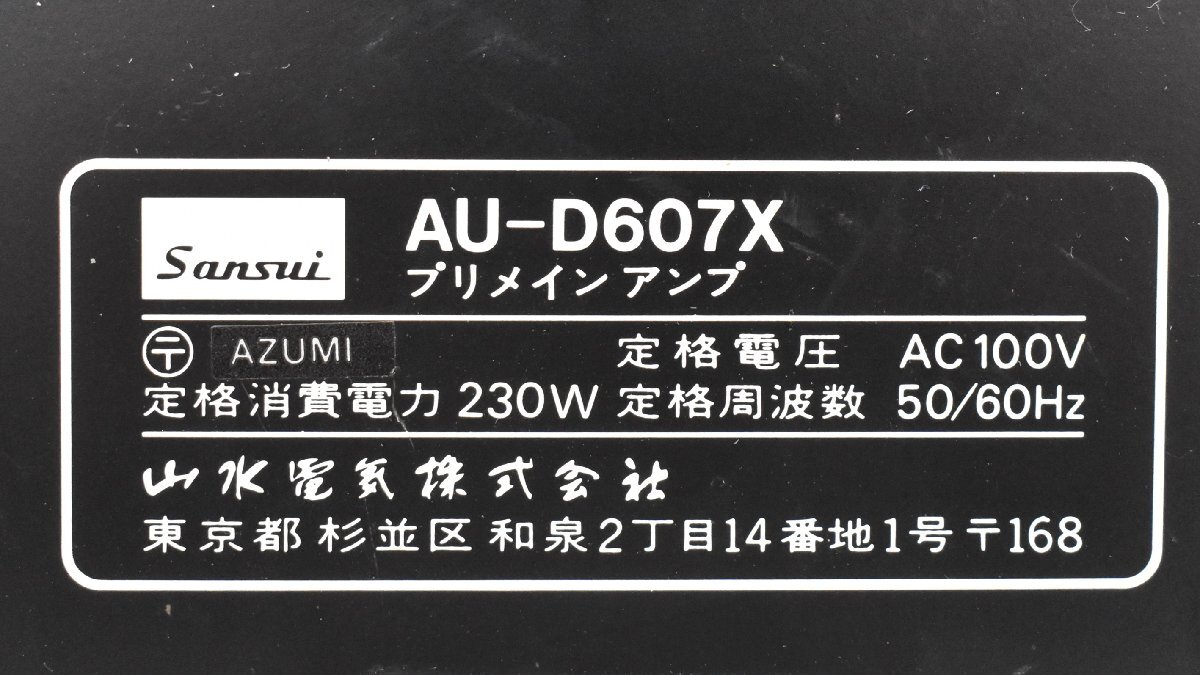 Sansui
AU-D607X
プリメインアンプ
〶 AZUMI 定格電圧 AC100V
定格消費電力 230W 定格周波数 50/60Hz
山水電気株式会社
東京都杉並区和泉2丁目14番地1号〒168